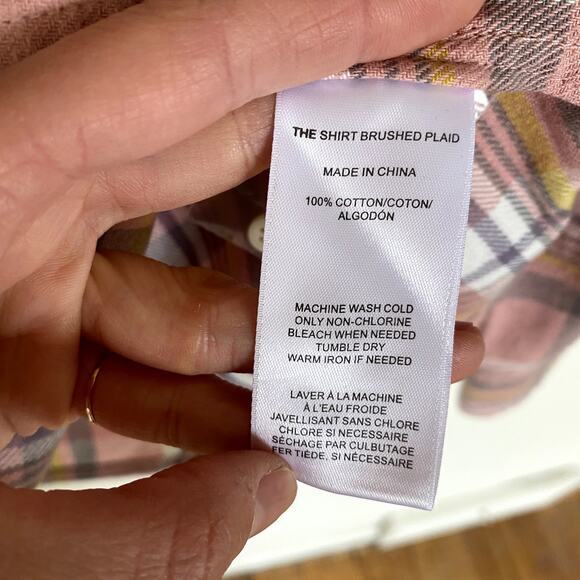 THE SHIRT BRUSHED PLAID
MADE IN CHINA
100% COTTON/COTON/
ALGODÓN
MACHINE WASH COLD
ONLY NON-CHLORINE
BLEACH WHEN NEEDED
TUMBLE DRY
WARM IRON IF NEEDED
LAVER À LA MACHINE
À L'EAU FROIDE
JAVELLISANT SANS CHLORE
CHLORE SI NECESSAIRE
SÉCHAGE PAR CULBUTAGE
FER TIÈDE, SI NÉCESSAIRE